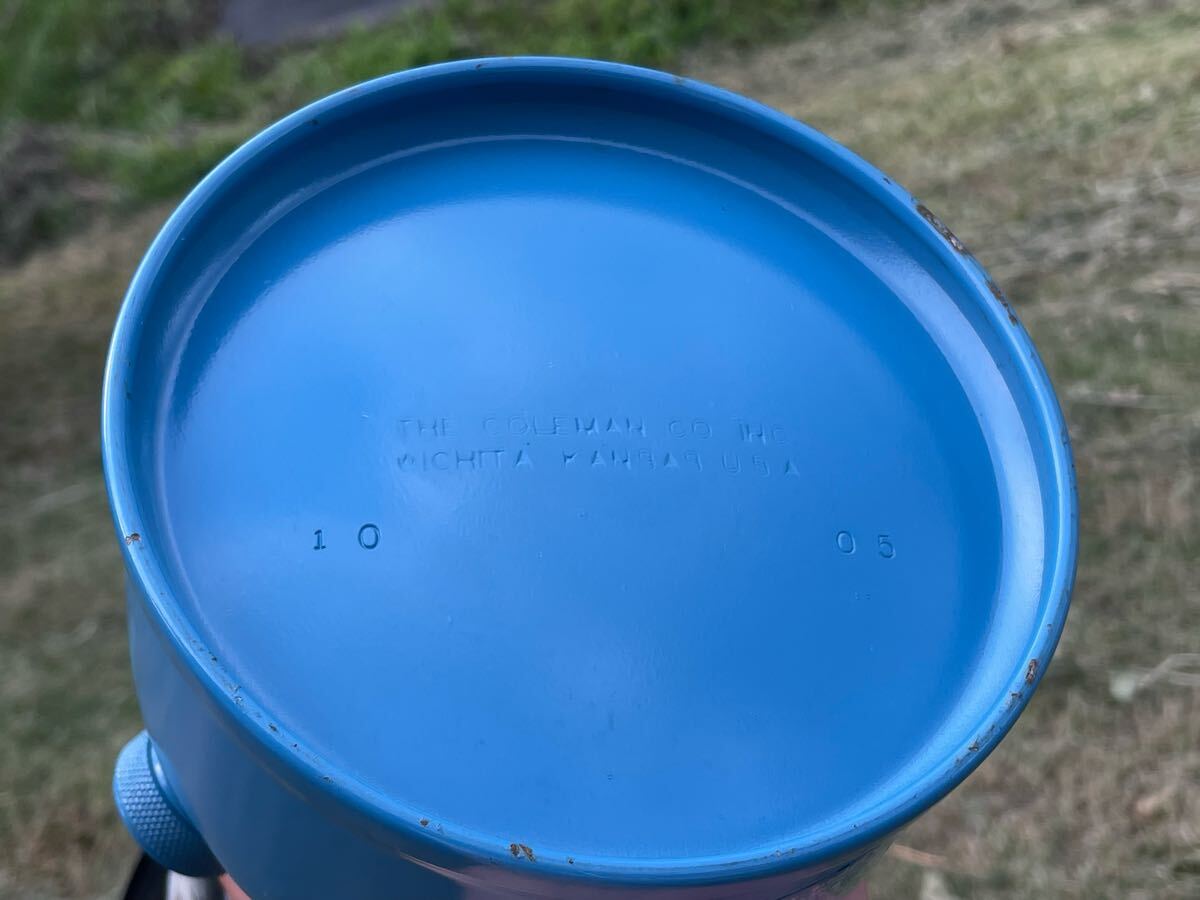 THE COLEMAN CO INC
WICHITA KANSAS USA
10 05